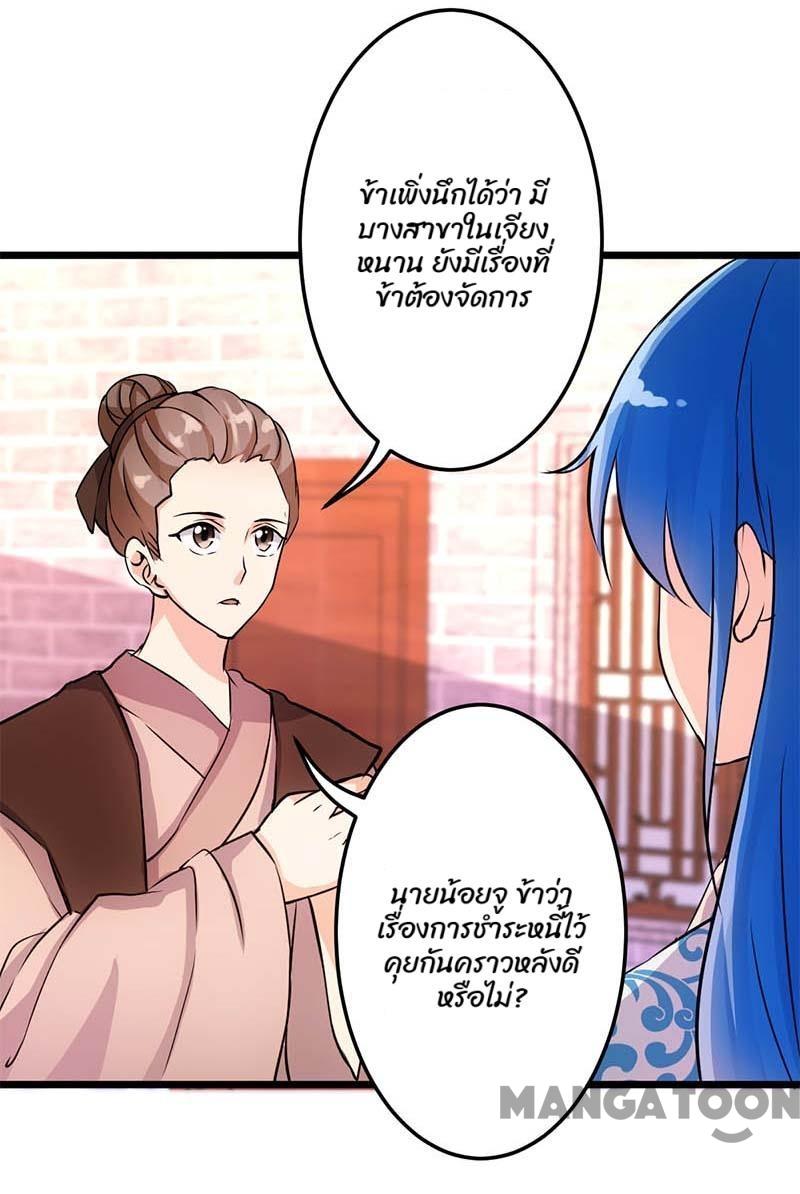 ข้าเพิ่งนึกได้ว่า มี
บางสาขาในเจียง
หนาน ยังมีเรื่องที่
ข้าต้องจัดการ
นายน้อยจู ข้าว่า
เรื่องการชำระหนี้ไว้
คุยกันคราวหลังดี
หรือไม่?
MANGATOON